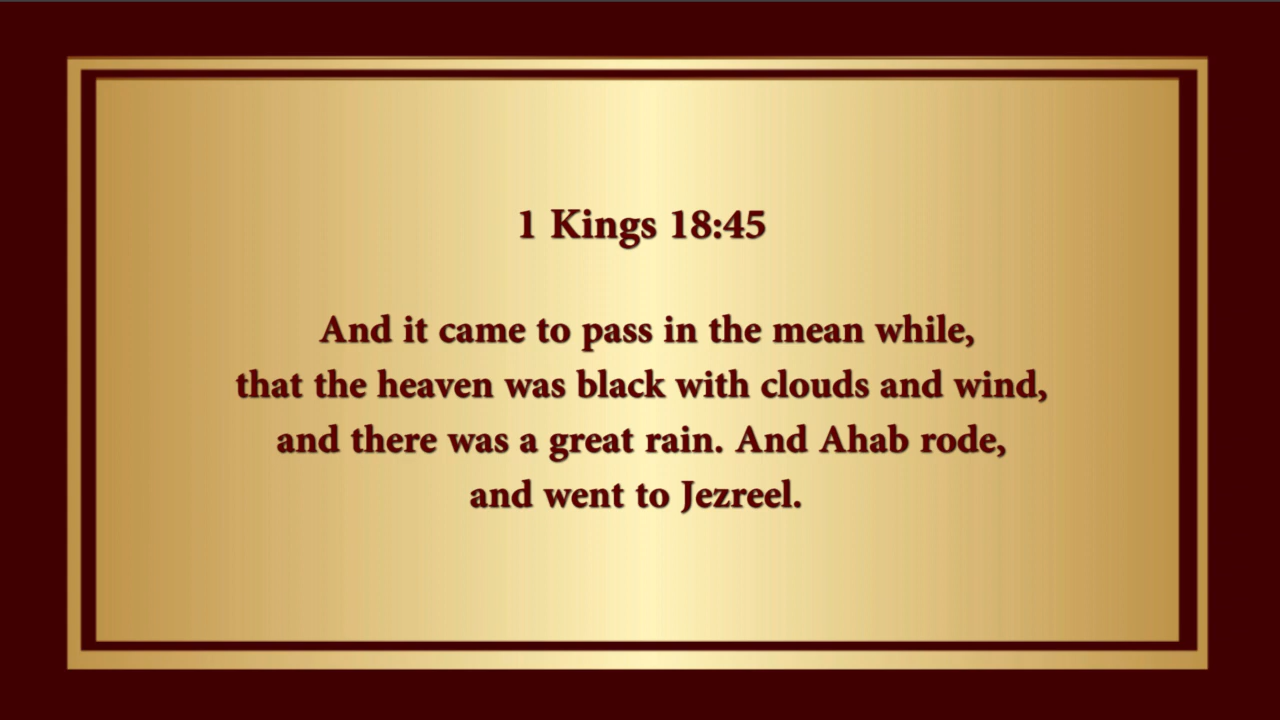 1 Kings 18:45
And it came to pass in the mean while,
that the heaven was black with clouds and wind,
and there was a great rain. And Ahab rode,
and went to Jezreel.